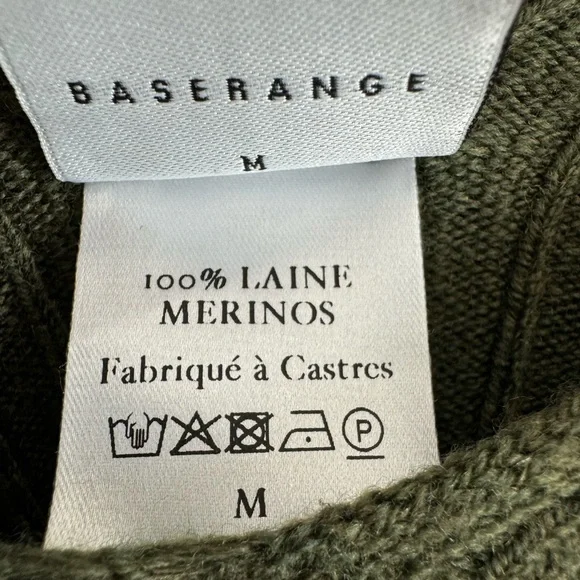 BASERANGE
M
100% LAINE
MERINOS
Fabriqué à Castres
P
M